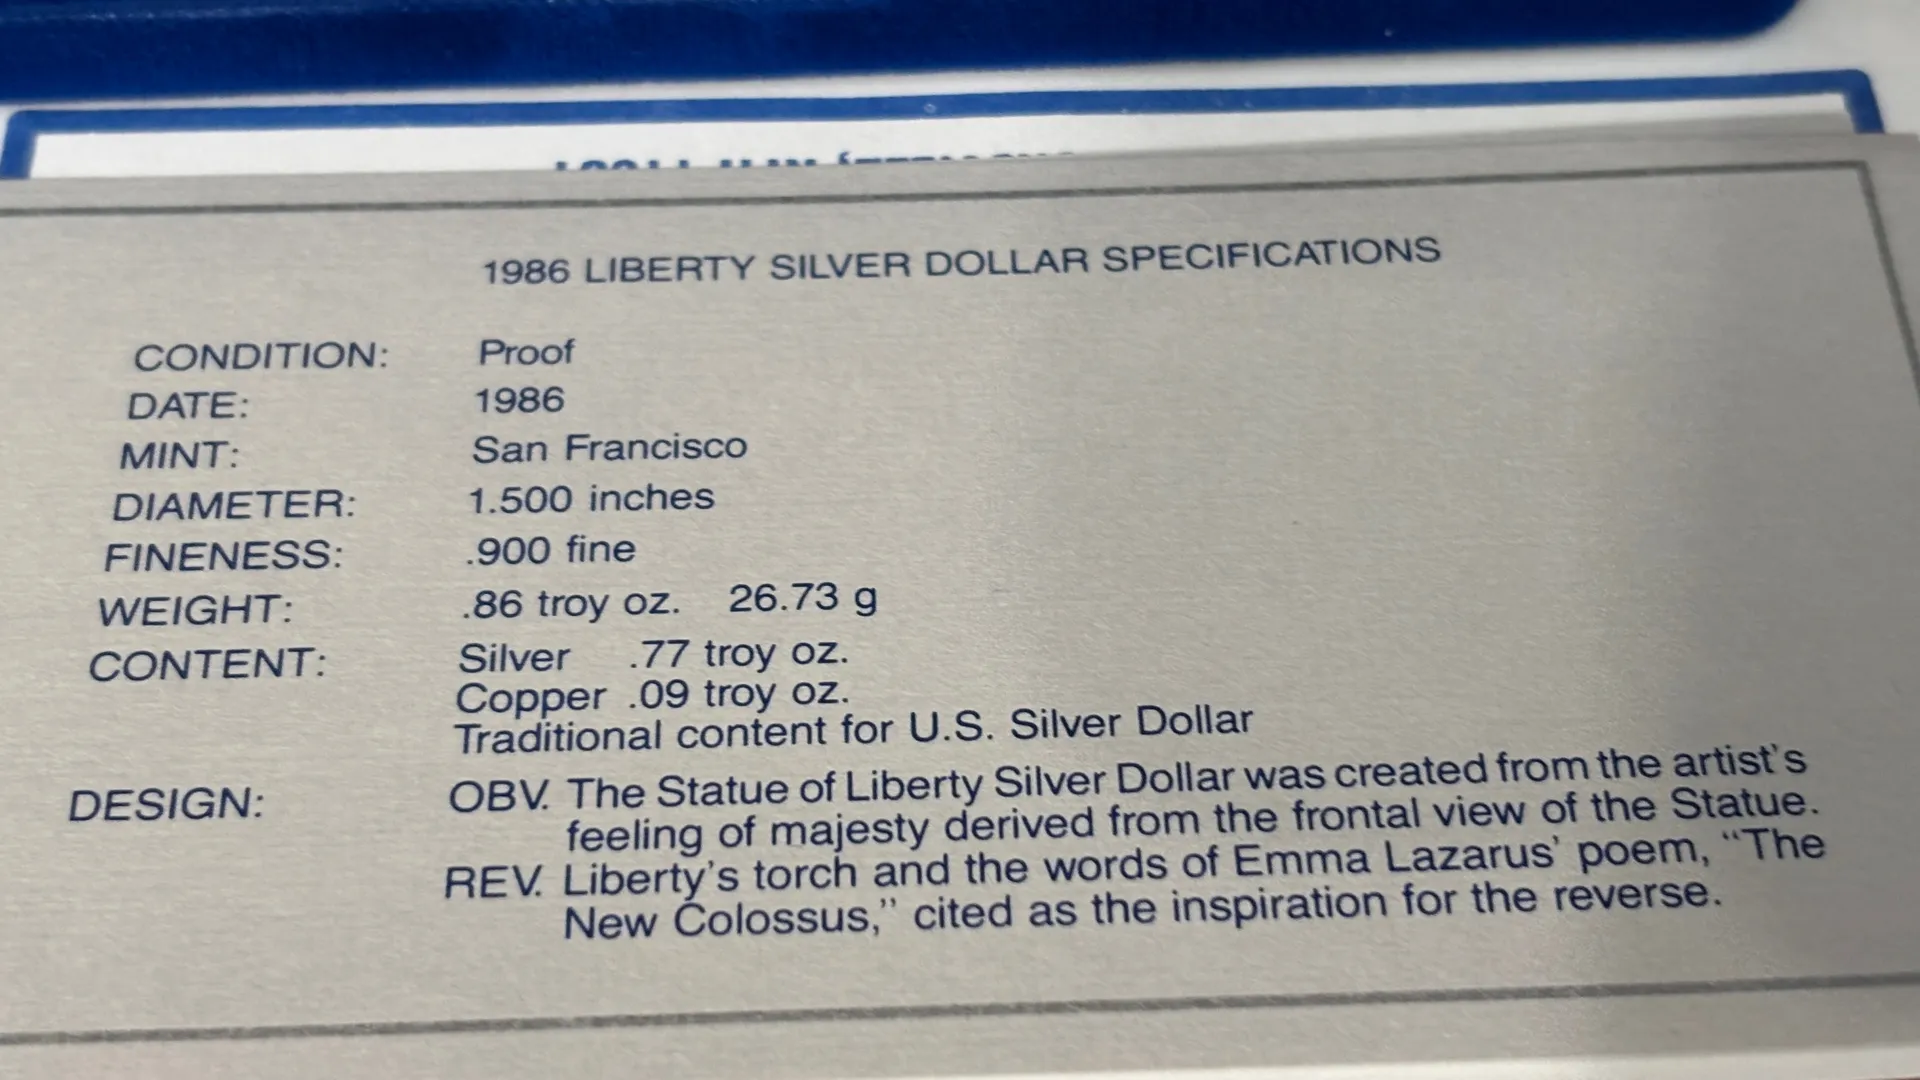 1986 LIBERTY SILVER DOLLAR SPECIFICATIONS
CONDITION: Proof
DATE: 1986
MINT: San Francisco
DIAMETER: 1.500 inches
FINENESS: .900 fine
WEIGHT: .86 troy oz. 26.73 g
CONTENT: Silver .77 troy oz.
Copper .09 troy oz.
Traditional content for U.S. Silver Dollar
DESIGN: OBV. The Statue of Liberty Silver Dollar was created from the artist's
feeling of majesty derived from the frontal view of the Statue.
REV. Liberty's torch and the words of Emma Lazarus' poem, “The
New Colossus,” cited as the inspiration for the reverse.